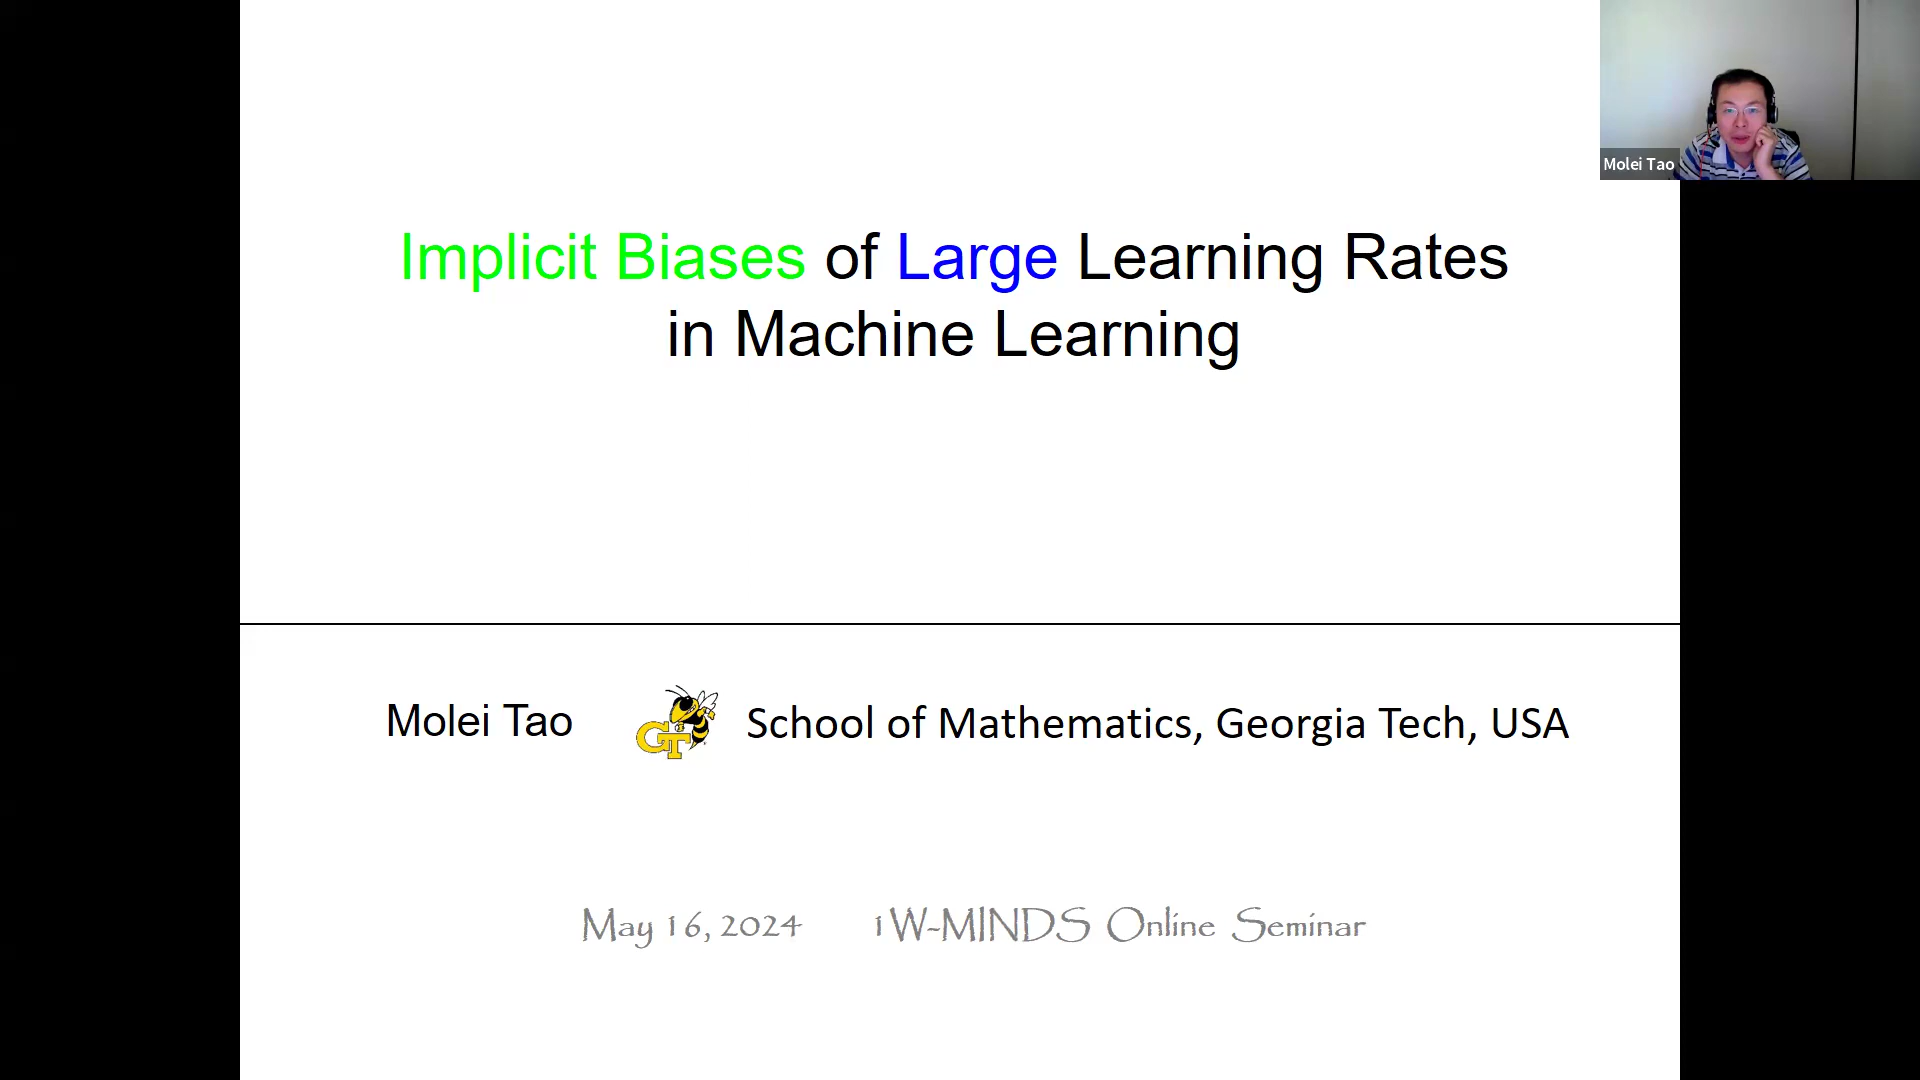 Molei Tao
Implicit Biases of Large Learning Rates
in Machine Learning
Molei Tao GT School of Mathematics, Georgia Tech, USA
May 16, 2024 1W-MINDS Online Seminar